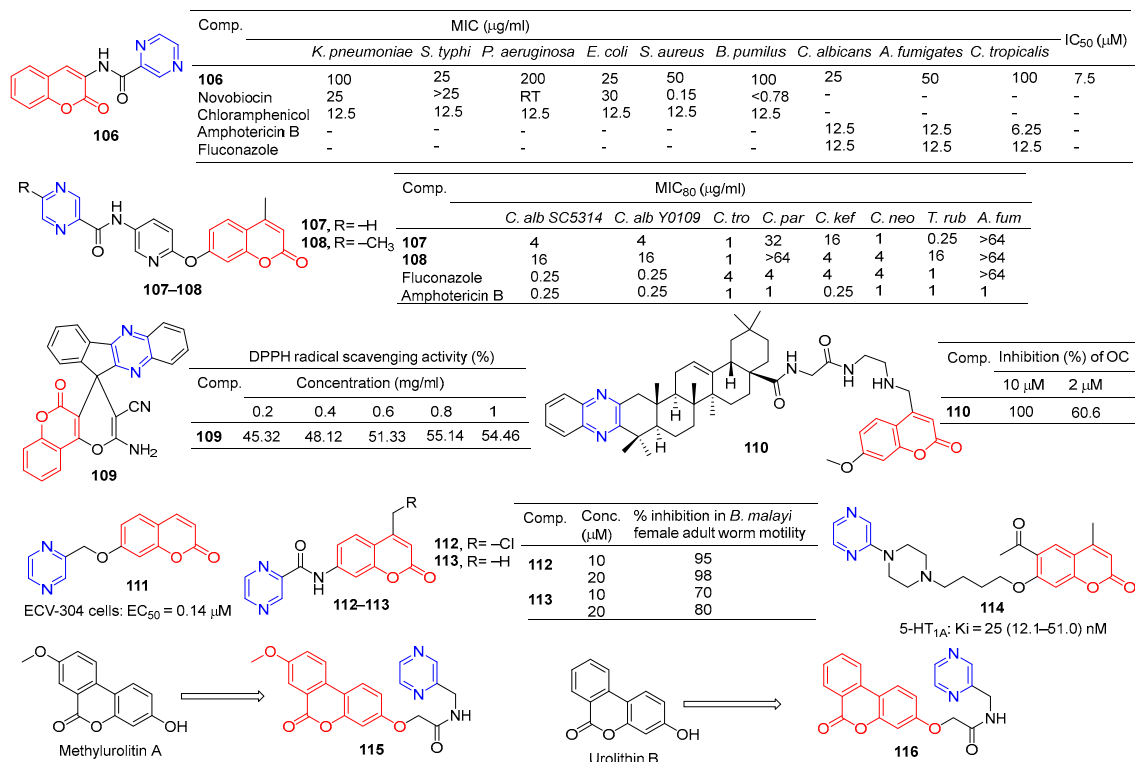 Comp. MIC (μg/ml)
K. pneumoniae S. typhi P. aeruginosa E. coli S. aureus B. pumilus C. albicans A. fumigates C. tropicalis IC50 (μM)
106 100 25 200 25 50 100 25 50 100 7.5
Novobiocin 25 >25 RT 30 0.15 <0.78 - - - -
Chloramphenicol 12.5 12.5 12.5 12.5 12.5 12.5 - - - -
Amphotericin B - - - - - - 12.5 12.5 6.25 -
Fluconazole - - - - - - 12.5 12.5 12.5 -
N
N
H
N
O
O
O
106
Comp. MIC80 (μg/ml)
C. alb SC5314 C. alb Y0109 C. tro C. par C. kef C. neo T. rub A. fum
107 4 4 1 32 16 1 0.25 >64
108 16 16 1 >64 4 4 16 >64
Fluconazole 0.25 0.25 4 4 4 4 1 >64
Amphotericin B 0.25 0.25 1 1 0.25 1 1 1
R
N
N
H
N
O
N
O
O
O
107, R= –H
108, R= –CH3
107–108
N
N
O
O
CN
O
NH2
109
DPPH radical scavenging activity (%)
Comp. Concentration (mg/ml)
0.2 0.4 0.6 0.8 1
109 45.32 48.12 51.33 55.14 54.46
N
N
H
H
H
N
O
O
N
H
HN
O
O
O
110
Comp. Inhibition (%) of OC
10 μM 2 μM
110 100 60.6
N
N
O
O
O
111
ECV-304 cells: EC50 = 0.14 μM
R
O
N
N
N
H
O
O
112, R= –Cl
113, R= –H
112–113
Comp. Conc. % inhibition in B. malayi
(μM) female adult worm motility
112 10 95
20 98
113 10 70
20 80
N
N
N
N
O
O
O
O
114
5-HT1A: Ki = 25 (12.1–51.0) nM
O
O
O
OH
Methylurolitin A
O
O
O
O
N
N
N
H
O
115
O
O
OH
Urolithin B
O
O
O
N
N
N
H
O
116